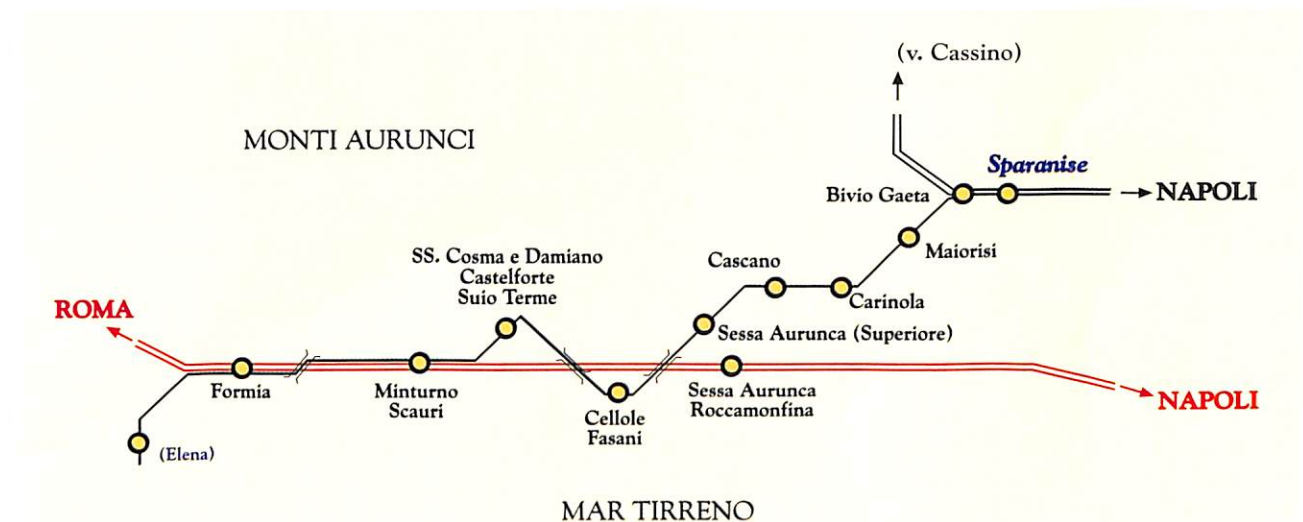 (v. Cassino)
MONTI AURUNCI
Sparanise
Bivio Gaeta
NAPOLI
Maiorisi
SS. Cosma e Damiano
Castelforte
Suio Terme
Cascano
Carinola
ROMA
Sessa Aurunca (Superiore)
Formia
Minturno
Scauri
Sessa Aurunca
Roccamonfina
NAPOLI
Cellole
Fasani
(Elena)
MAR TIRRENO